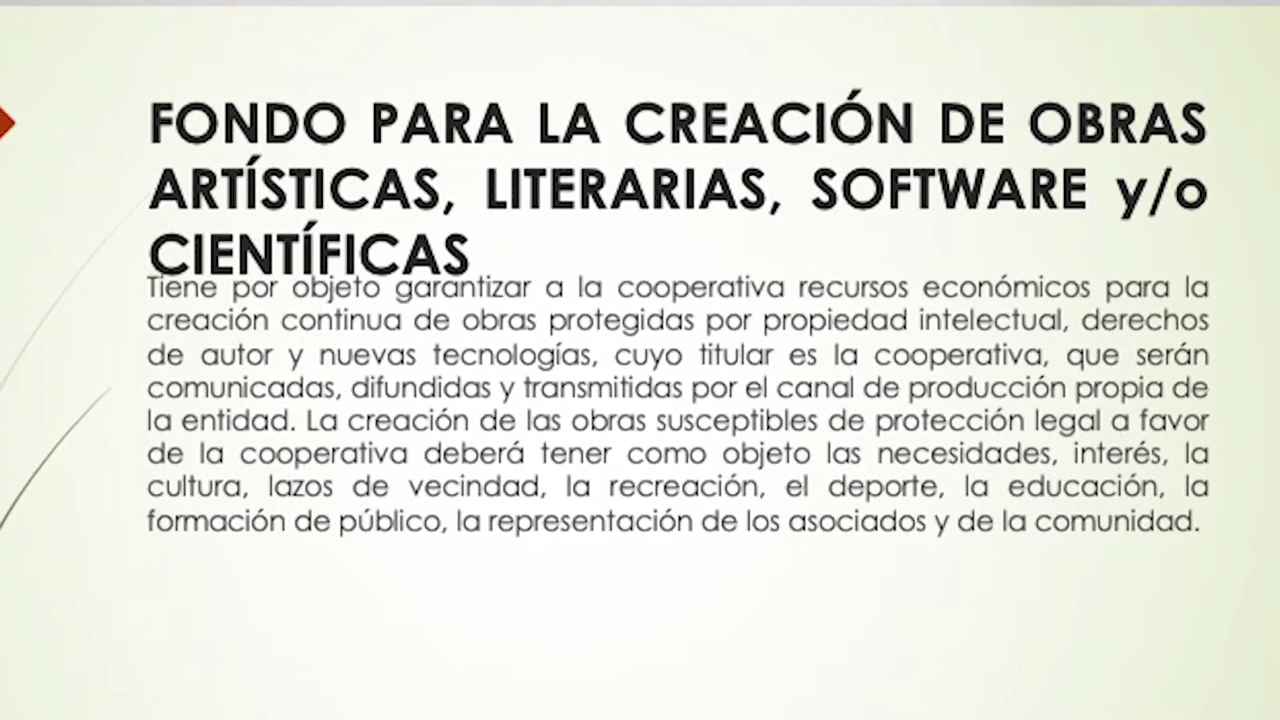 FONDO PARA LA CREACIÓN DE OBRAS
ARTÍSTICAS, LITERARIAS, SOFTWARE y/o
CIENTÍFICAS
Tiene por objeto garantizar a la cooperativa recursos económicos para la
creación continua de obras protegidas por propiedad intelectual, derechos
de autor y nuevas tecnologías, cuyo titular es la cooperativa, que serán
comunicadas, difundidas y transmitidas por el canal de producción propia de
la entidad. La creación de las obras susceptibles de protección legal a favor
de la cooperativa deberá tener como objeto las necesidades, interés, la
cultura, lazos de vecindad, la recreación, el deporte, la educación, la
formación de público, la representación de los asociados y de la comunidad.